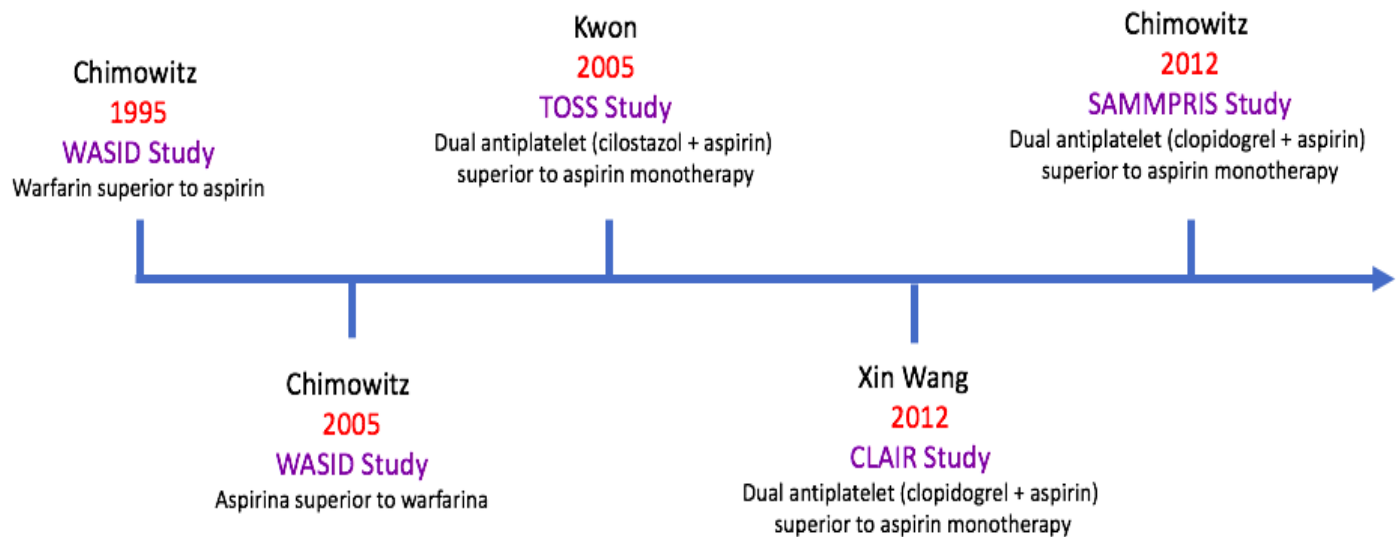 Chimowitz
1995
WASID Study
Warfarin superior to aspirin
Chimowitz
2005
WASID Study
Aspirina superior to warfarina
Kwon
2005
TOSS Study
Dual antiplatelet (cilostazol + aspirin)
superior to aspirin monotherapy
Xin Wang
2012
CLAIR Study
Dual antiplatelet (clopidogrel + aspirin)
superior to aspirin monotherapy
Chimowitz
2012
SAMMPRIS Study
Dual antiplatelet (clopidogrel + aspirin)
superior to aspirin monotherapy